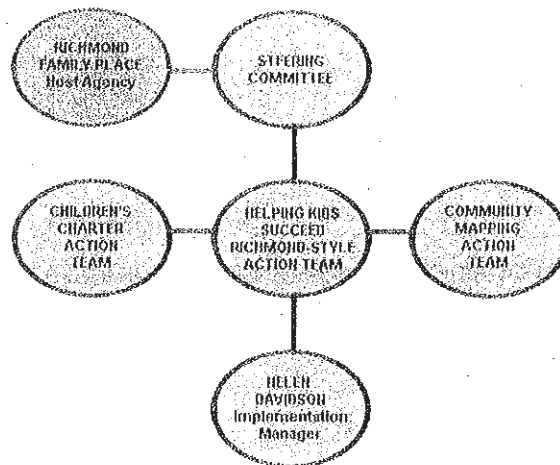 RICHMOND
FAMILY PLACE
Host Agency
STEERING
COMMITTEE
CHILDREN'S
CHARTER
ACTION
TEAM
HELPING KIDS
SUCCEED
RICHMOND-STYLE
ACTION TEAM
COMMUNITY
MAPPING
ACTION
TEAM
HELEN
DAVIDSON
Implementation
Manager